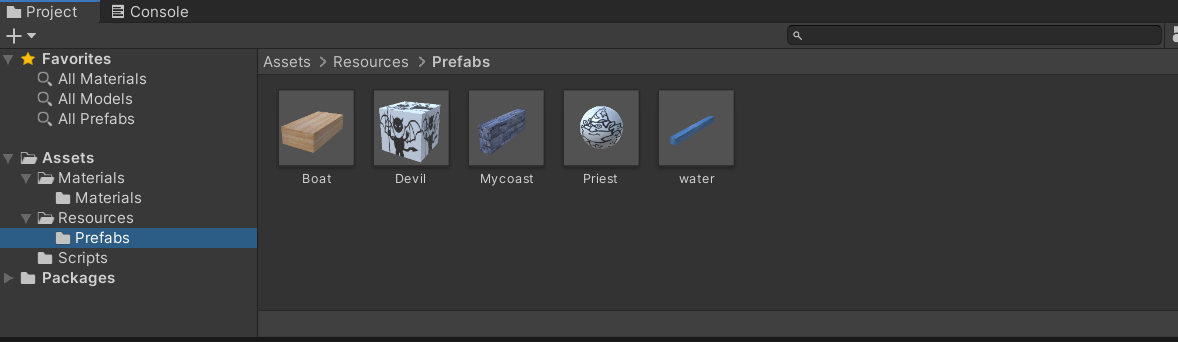 Project
Console
Favorites
All Materials
All Models
All Prefabs
Assets
Materials
Materials
Resources
Prefabs
Scripts
Packages
Assets > Resources > Prefabs
Boat
Devil
Mycoast
Priest
water